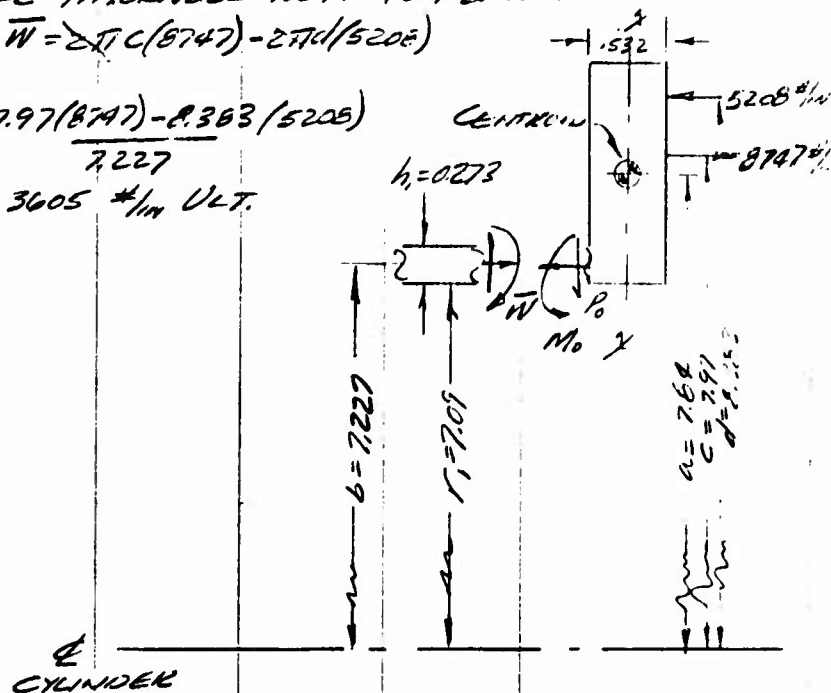 W̅ = 2πc(8747) - 2πd(5208)
7.97(8747) - 8.383(5208)
7.227
3605 #/in ULT.
.532
y
5208 #/IN
CENTROID
8747 #/
h₁=0.273
W̅
P₀
M₀ y
b = 7.227
r₁ = 7.09
a = 7.64
c = 7.97
℄
CYLINDER